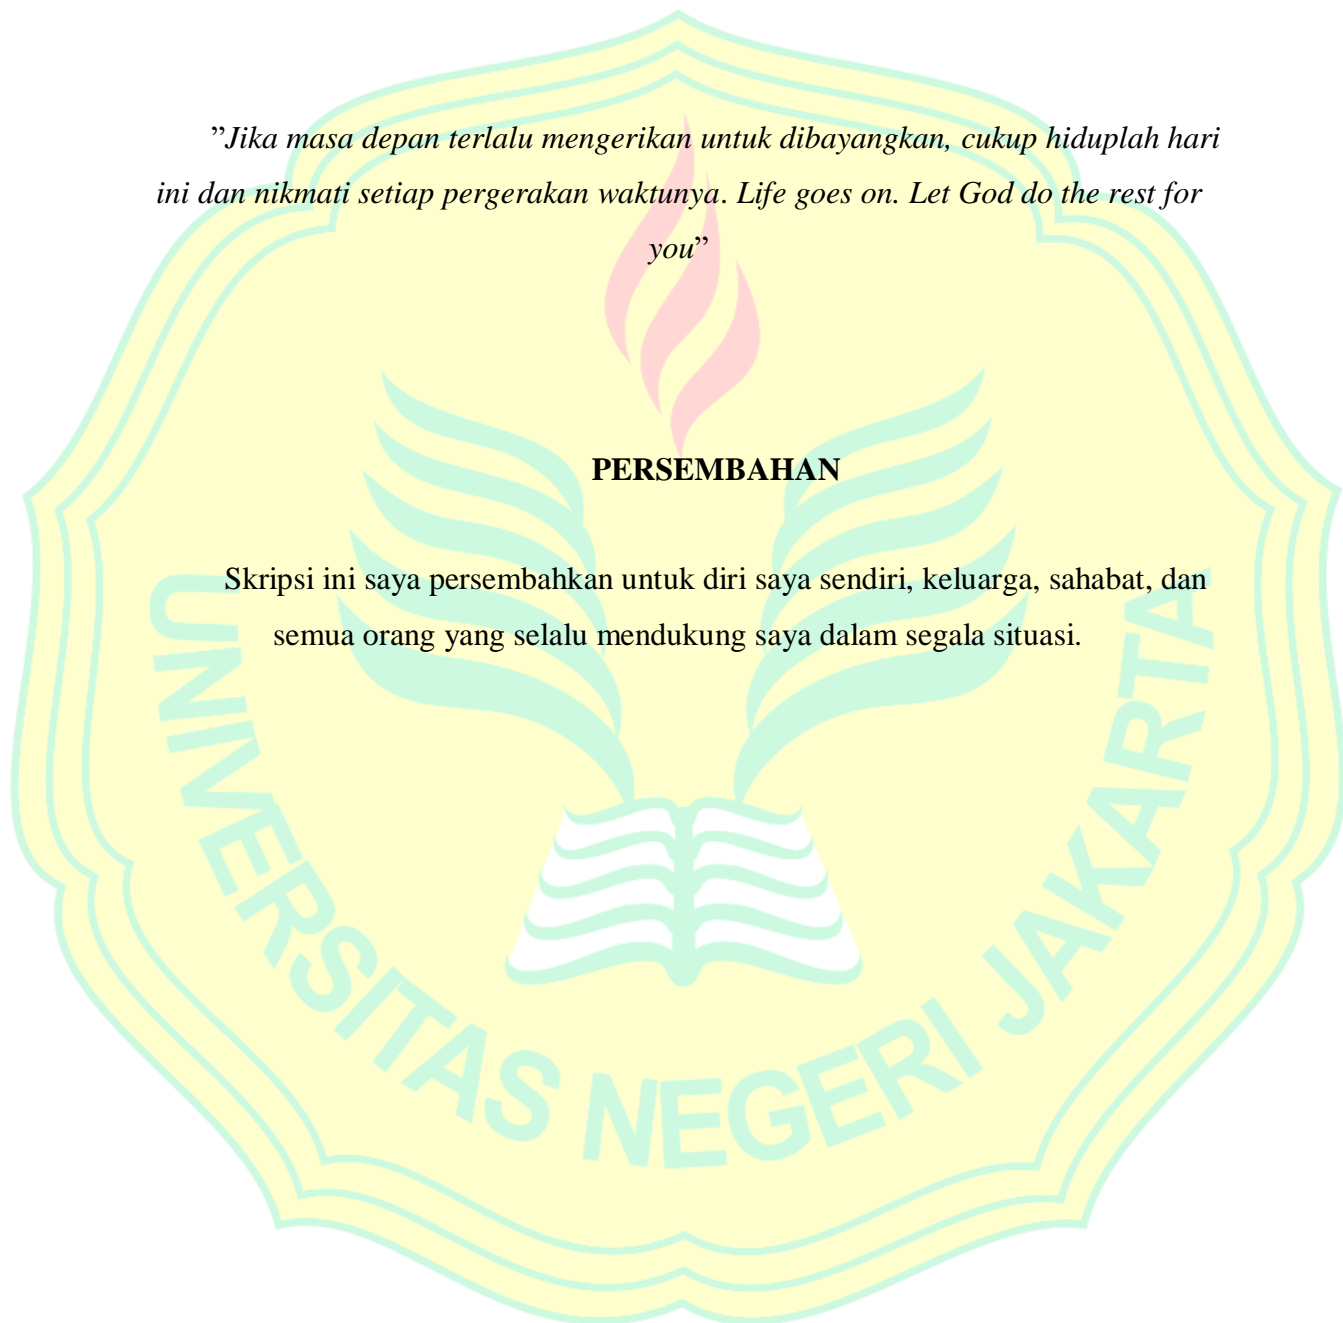 ”Jika masa depan terlalu mengerikan untuk dibayangkan, cukup hiduplah hari
ini dan nikmati setiap pergerakan waktunya. Life goes on. Let God do the rest for
you”
PERSEMBAHAN
Skripsi ini saya persembahkan untuk diri saya sendiri, keluarga, sahabat, dan
semua orang yang selalu mendukung saya dalam segala situasi.
UNIVERSITAS NEGERI JAKARTA